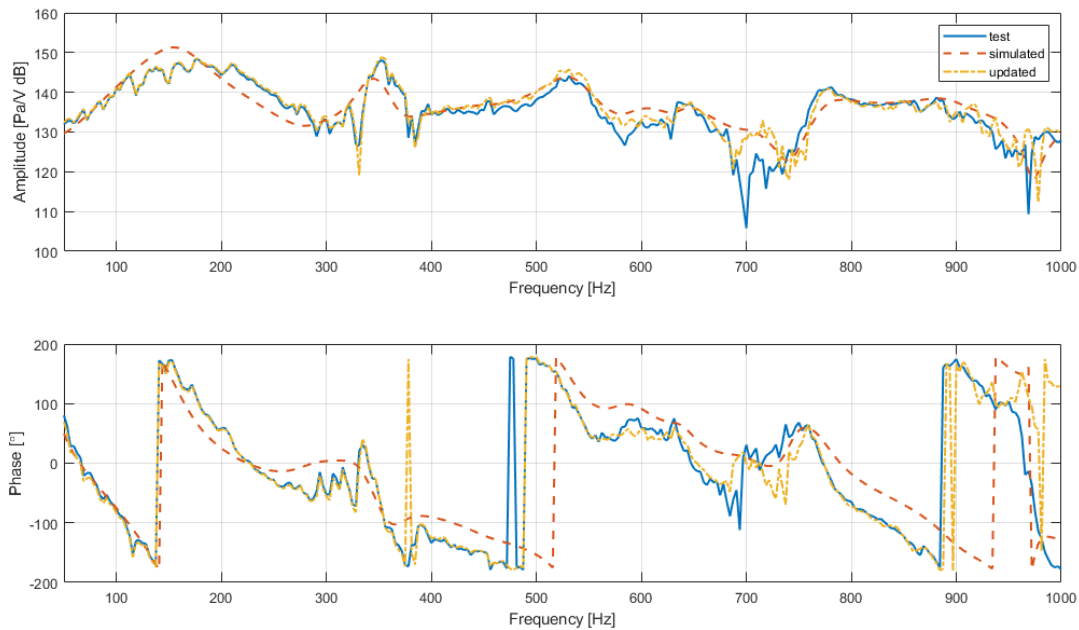 160
150
140
130
120
110
100
Amplitude [Pa/V dB]
test
simulated
updated
100 200 300 400 500 600 700 800 900 1000
Frequency [Hz]
200
100
0
-100
-200
Phase [°]
100 200 300 400 500 600 700 800 900 1000
Frequency [Hz]